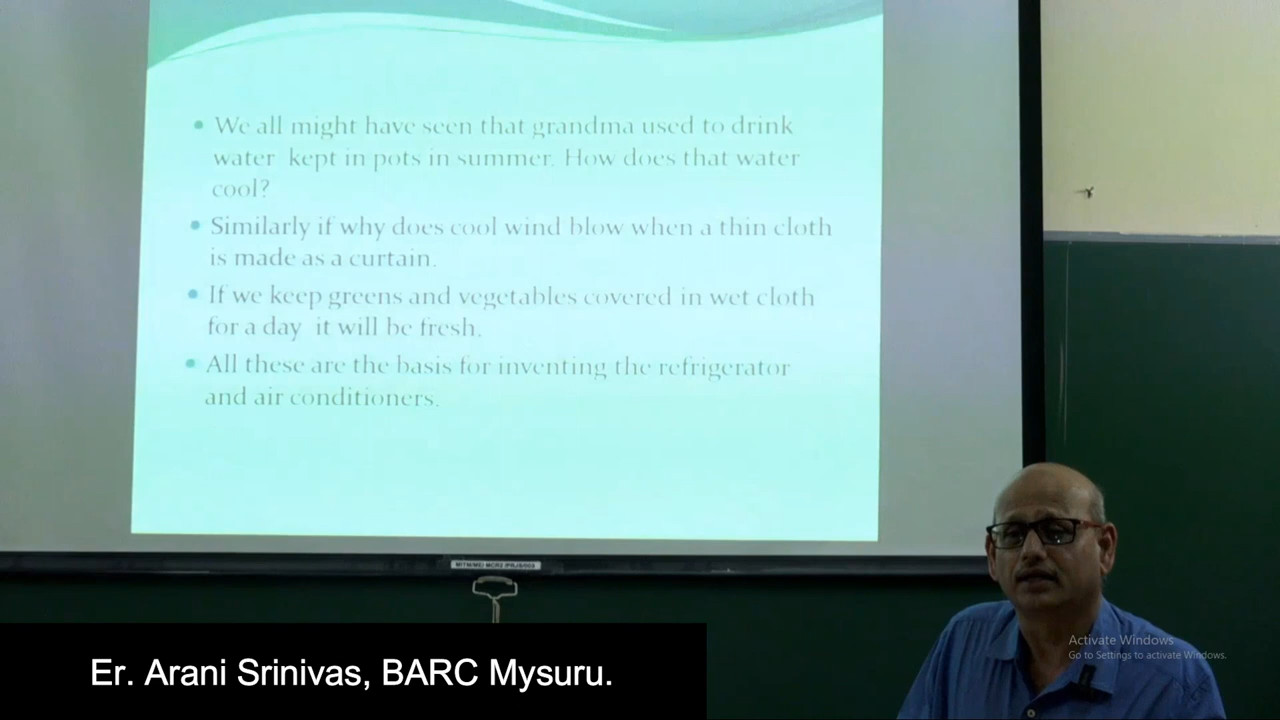 • We all might have seen that grandma used to drink
water kept in pots in summer. How does that water
cool?
• Similarly if why does cool wind blow when a thin cloth
is made as a curtain.
• If we keep greens and vegetables covered in wet cloth
for a day it will be fresh.
• All these are the basis for inventing the refrigerator
and air conditioners.
Er. Arani Srinivas, BARC Mysuru.
Activate Windows
Go to Settings to activate Windows.